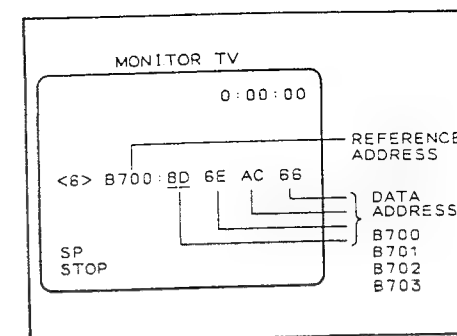 MONITOR TV
0:00:00
REFERENCE
ADDRESS
<6> B700:8D 6E AC 66
DATA
ADDRESS
B700
B701
B702
B703
SP
STOP